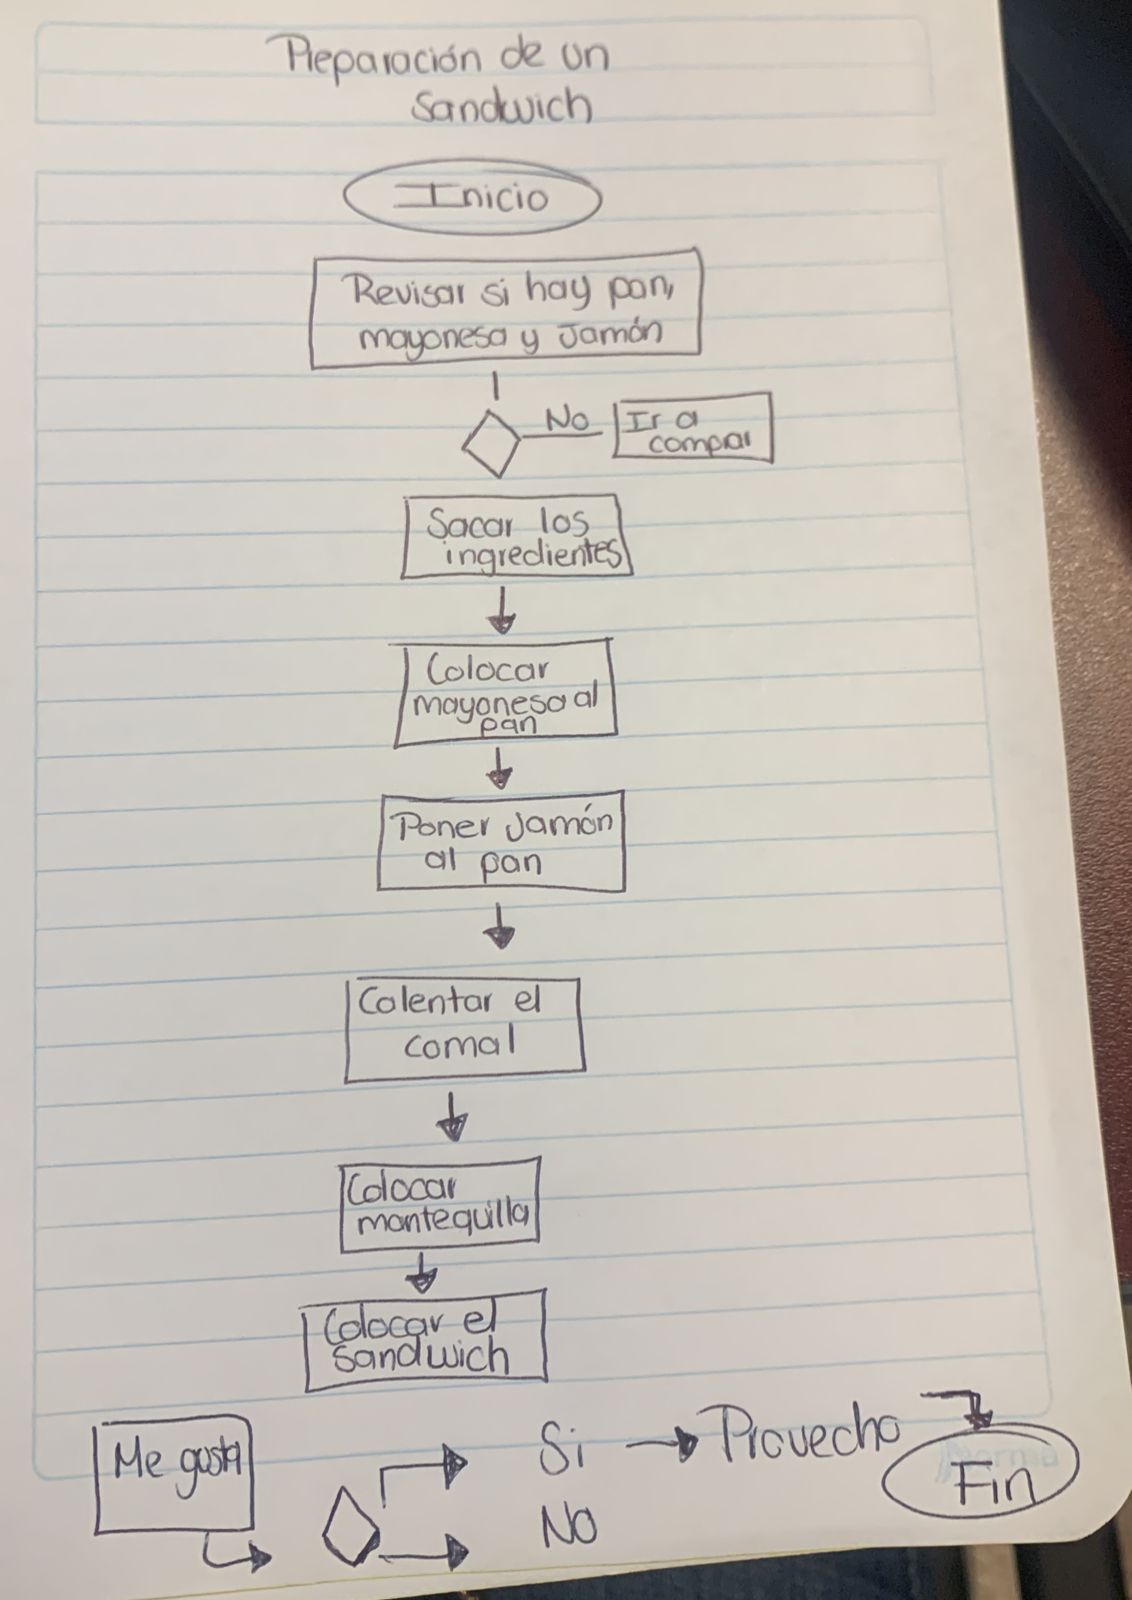 Preparación de un
sandwich
Inicio
Revisar si hay pan,
mayonesa y Jamón
No
Ir a
comprar
Sacar los
ingredientes
Colocar
mayonesa al
pan
Poner Jamón
al pan
Calentar el
comal
Colocar
mantequilla
Colocar el
sandwich
Me gusta
Si
Provecho
No
Fin
Norma